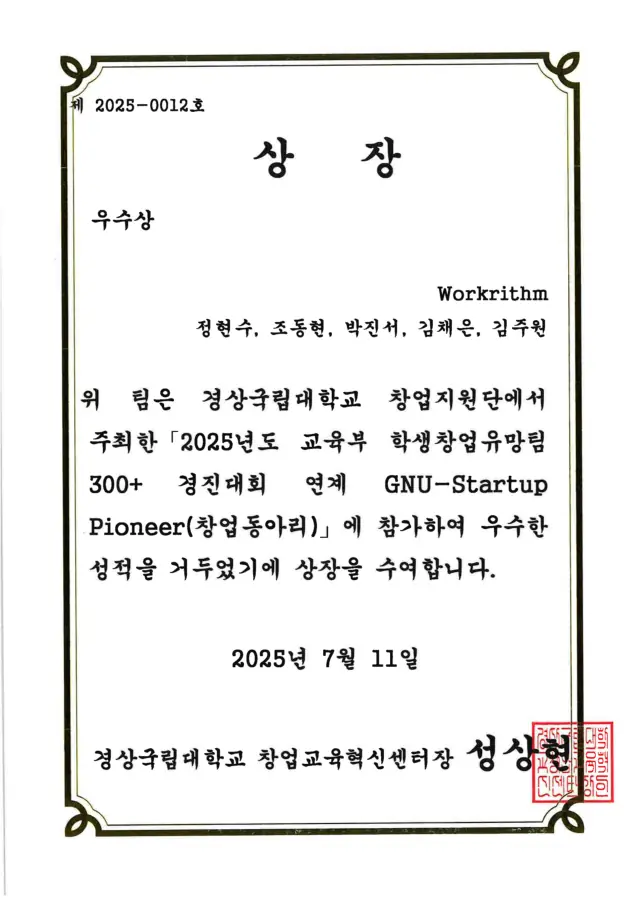 제 2025-0012호
상 장
우수상
Workrithm
정현수, 조동현, 박진서, 김채은, 김주원
위 팀은 경상국립대학교 창업지원단에서
주최한「2025년도 교육부 학생창업유망팀
300+ 경진대회 연계 GNU-Startup
Pioneer(창업동아리)」에 참가하여 우수한
성적을 거두었기에 상장을 수여합니다.
2025년 7월 11일
경상국립대학교 창업교육혁신센터장 성상현